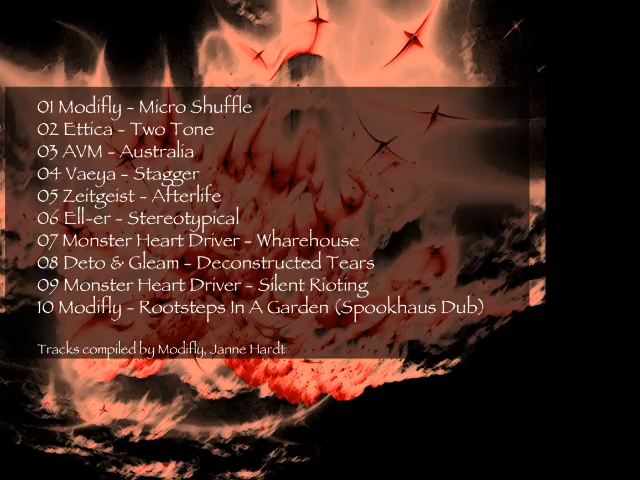 01 Modifly - Micro Shuffle
02 Ettica - Two Tone
03 AVM - Australia
04 Vaeya - Stagger
05 Zeitgeist - Afterlife
06 Ell-er - Stereotypical
07 Monster Heart Driver - Wharehouse
08 Deto & Gleam - Deconstructed Tears
09 Monster Heart Driver - Silent Rioting
10 Modifly - Rootsteps In A Garden (Spookhaus Dub)
Tracks compiled by Modifly, Janne Hardt